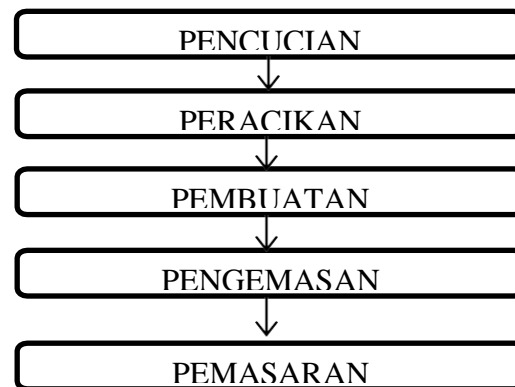 PENCUCIAN
PERACIKAN
PEMBUATAN
PENGEMASAN
PEMASARAN